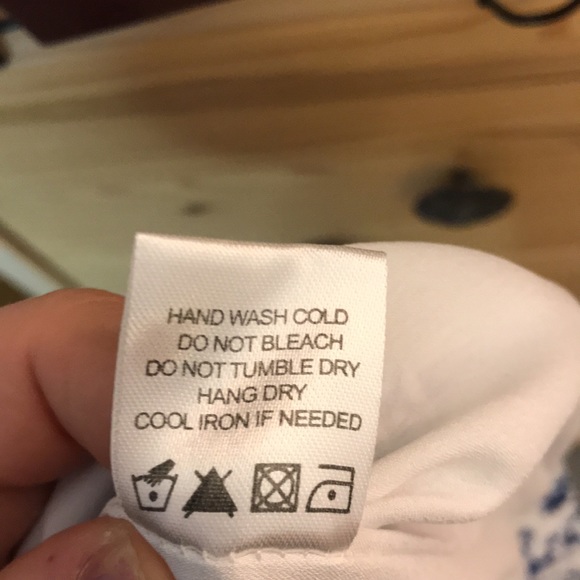 HAND WASH COLD
DO NOT BLEACH
DO NOT TUMBLE DRY
HANG DRY
COOL IRON IF NEEDED